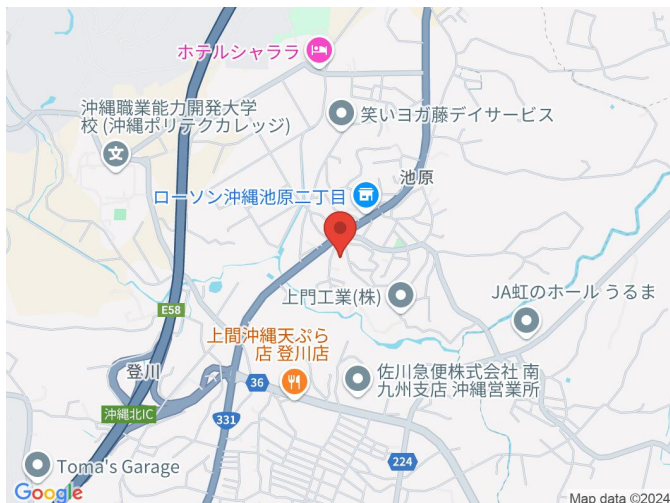 ホテルシャララ
沖縄職業能力開発大学
校 (沖縄ポリテクカレッジ)
笑いヨガ藤デイサービス
池原
ローソン沖縄池原二丁目
上門工業(株)
JA虹のホール うるま
E58
上間沖縄天ぷら
店 登川店
登川
36
佐川急便株式会社 南
九州支店 沖縄営業所
沖縄北IC
331
224
Toma's Garage
Google
Map data ©2024